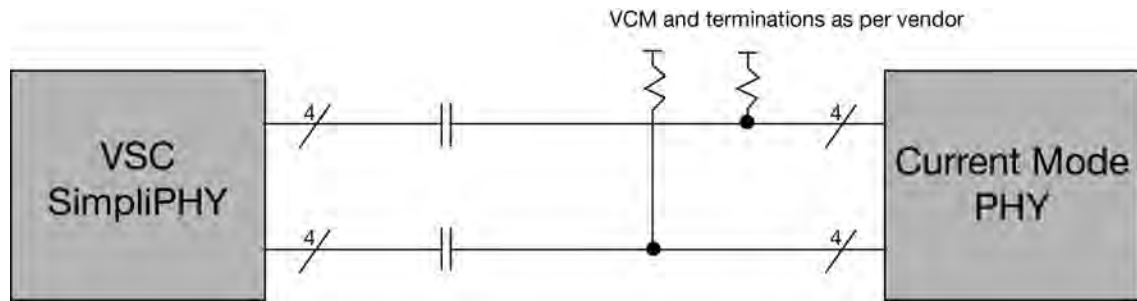 VCM and terminations as per vendor
4
4
VSC
SimpliPHY
Current Mode
PHY
4
4